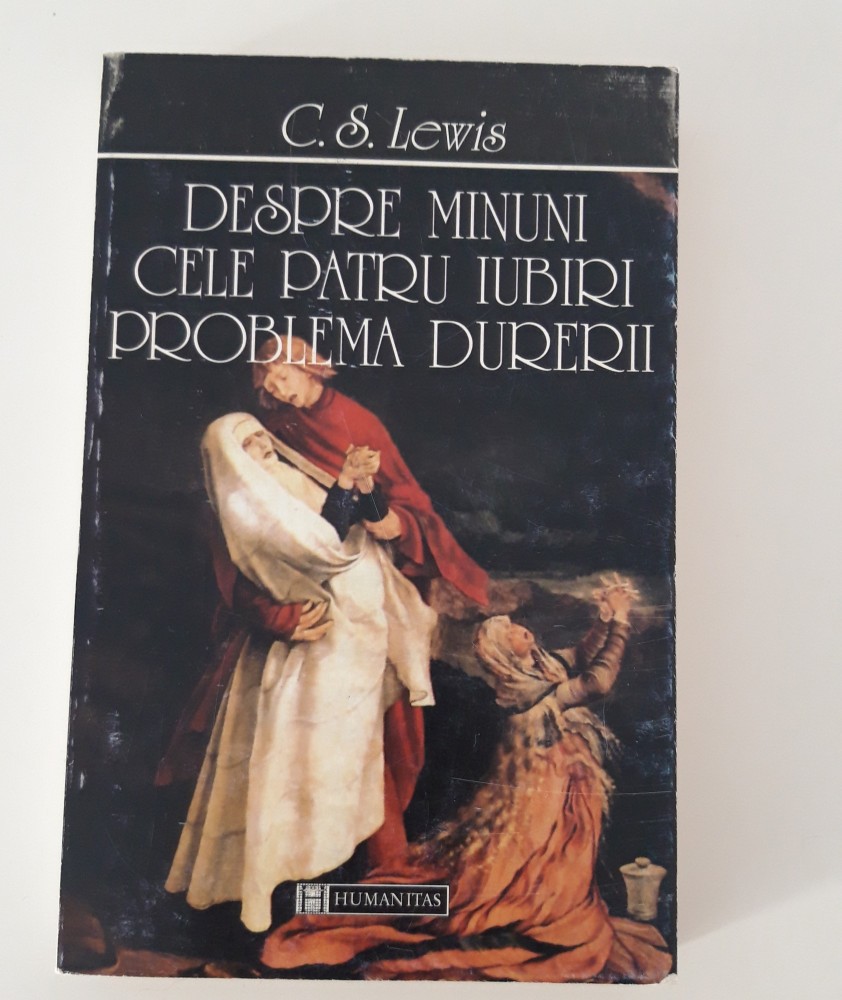 C. S. Lewis
DESPRE MINUNI
CELE PATRU IUBIRI
PROBLEMA DURERII
HUMANITAS